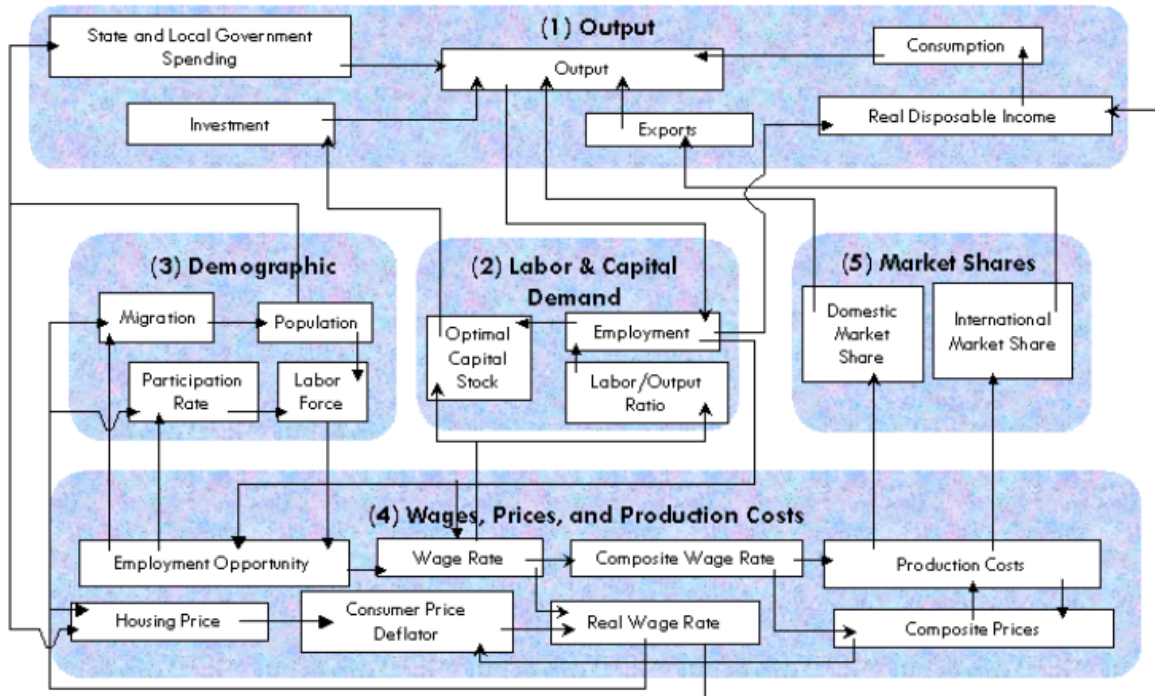 (1) Output
State and Local Government
Spending
Output
Consumption
Investment
Exports
Real Disposable Income
(3) Demographic
Migration
Population
Participation
Rate
Labor
Force
(2) Labor & Capital
Demand
Optimal
Capital
Stock
Employment
Labor/Output
Ratio
(5) Market Shares
Domestic
Market
Share
International
Market Share
(4) Wages, Prices, and Production Costs
Employment Opportunity
Wage Rate
Composite Wage Rate
Production Costs
Housing Price
Consumer Price
Deflator
Real Wage Rate
Composite Prices